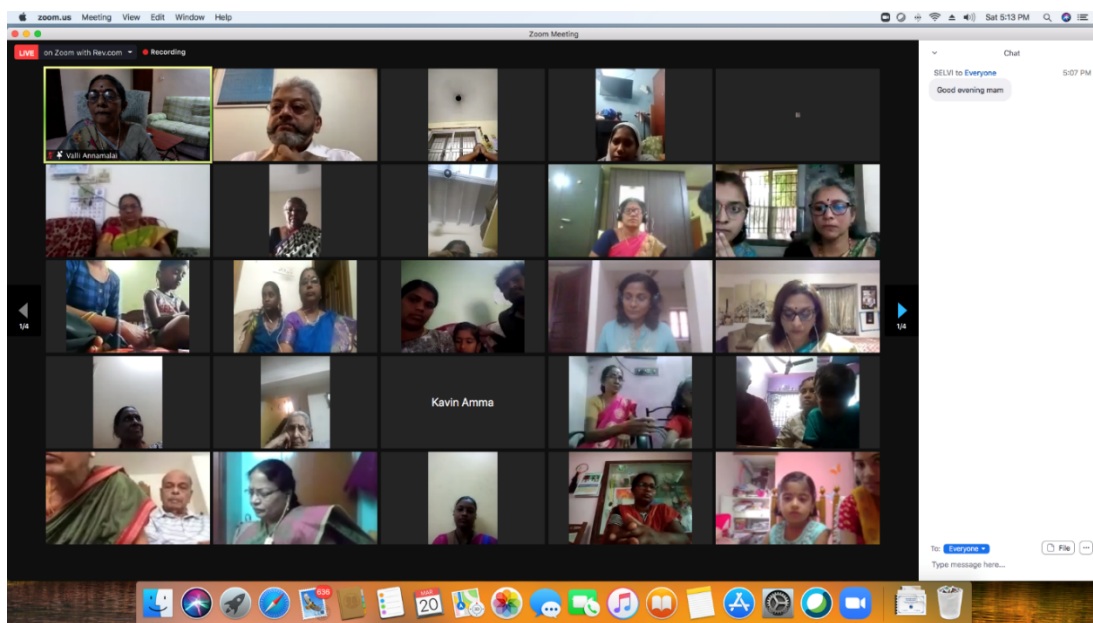 zoom.us Meeting View Edit Window Help
Sat 5:13 PM
Zoom Meeting
LIVE on Zoom with Rev.com Recording
Valli Annamalai
1/4
1/4
Kavin Amma
Chat
SELVI to Everyone 5:07 PM
Good evening mam
To: Everyone
File
Type message here...
636
MAR
20